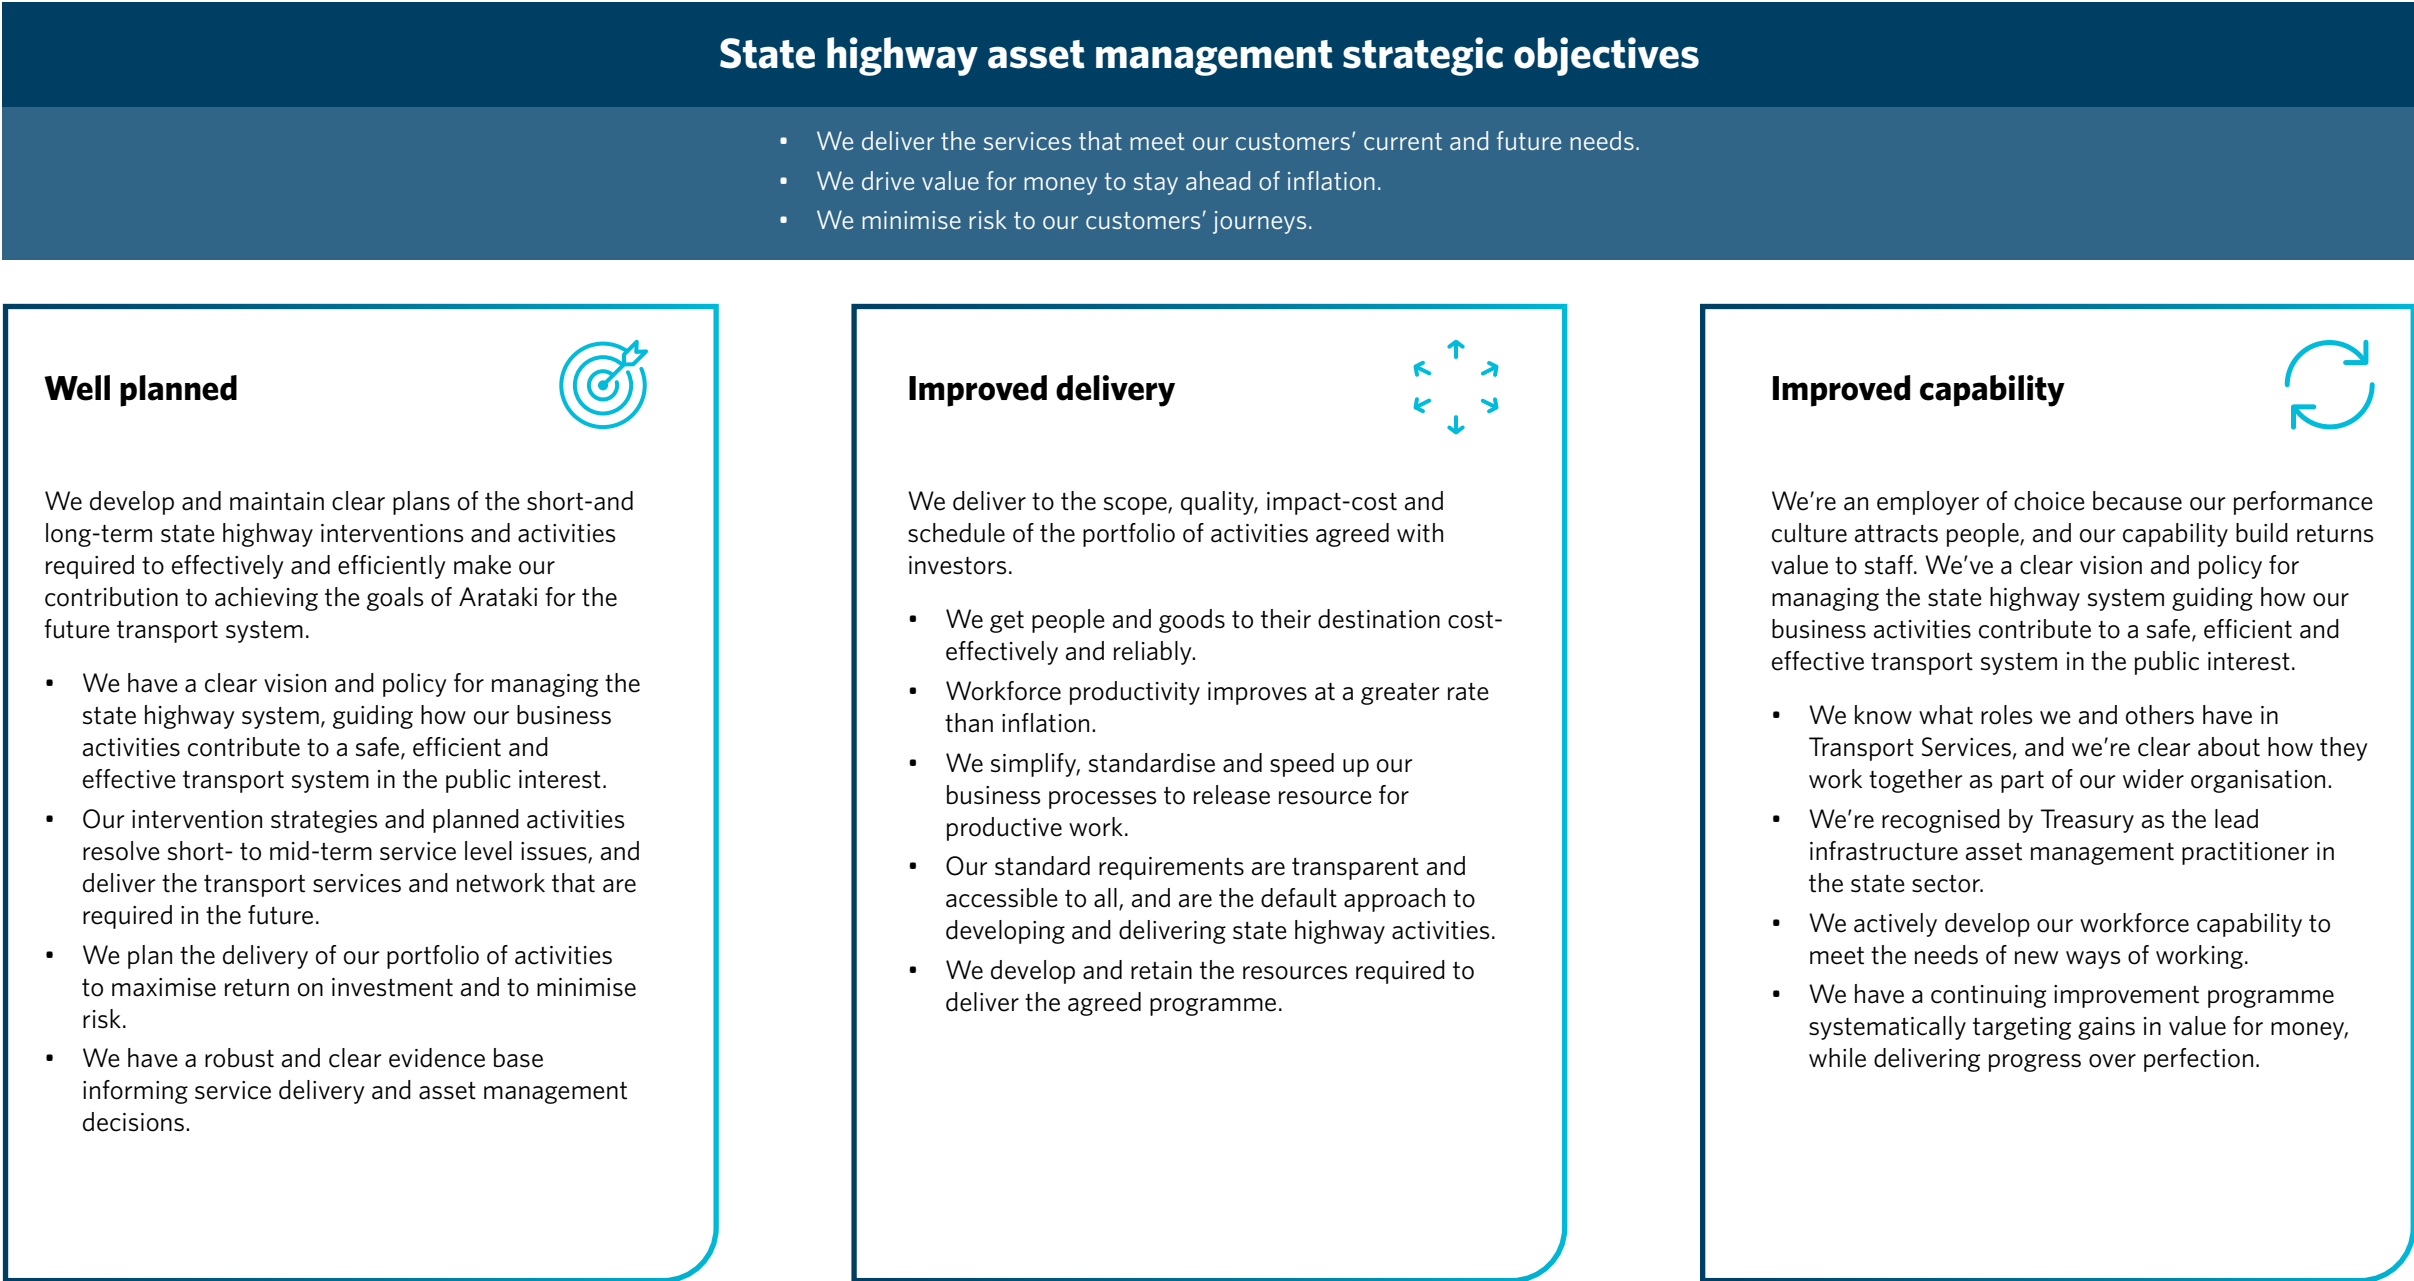 State highway asset management strategic objectives
• We deliver the services that meet our customers’ current and future needs.
• We drive value for money to stay ahead of inflation.
• We minimise risk to our customers’ journeys.
Well planned
We develop and maintain clear plans of the short-and
long-term state highway interventions and activities
required to effectively and efficiently make our
contribution to achieving the goals of Arataki for the
future transport system.
• We have a clear vision and policy for managing the
state highway system, guiding how our business
activities contribute to a safe, efficient and
effective transport system in the public interest.
• Our intervention strategies and planned activities
resolve short- to mid-term service level issues, and
deliver the transport services and network that are
required in the future.
• We plan the delivery of our portfolio of activities
to maximise return on investment and to minimise
risk.
• We have a robust and clear evidence base
informing service delivery and asset management
decisions.
Improved delivery
We deliver to the scope, quality, impact-cost and
schedule of the portfolio of activities agreed with
investors.
• We get people and goods to their destination cost-
effectively and reliably.
• Workforce productivity improves at a greater rate
than inflation.
• We simplify, standardise and speed up our
business processes to release resource for
productive work.
• Our standard requirements are transparent and
accessible to all, and are the default approach to
developing and delivering state highway activities.
• We develop and retain the resources required to
deliver the agreed programme.
Improved capability
We’re an employer of choice because our performance
culture attracts people, and our capability build returns
value to staff. We’ve a clear vision and policy for
managing the state highway system guiding how our
business activities contribute to a safe, efficient and
effective transport system in the public interest.
• We know what roles we and others have in
Transport Services, and we’re clear about how they
work together as part of our wider organisation.
• We’re recognised by Treasury as the lead
infrastructure asset management practitioner in
the state sector.
• We actively develop our workforce capability to
meet the needs of new ways of working.
• We have a continuing improvement programme
systematically targeting gains in value for money,
while delivering progress over perfection.